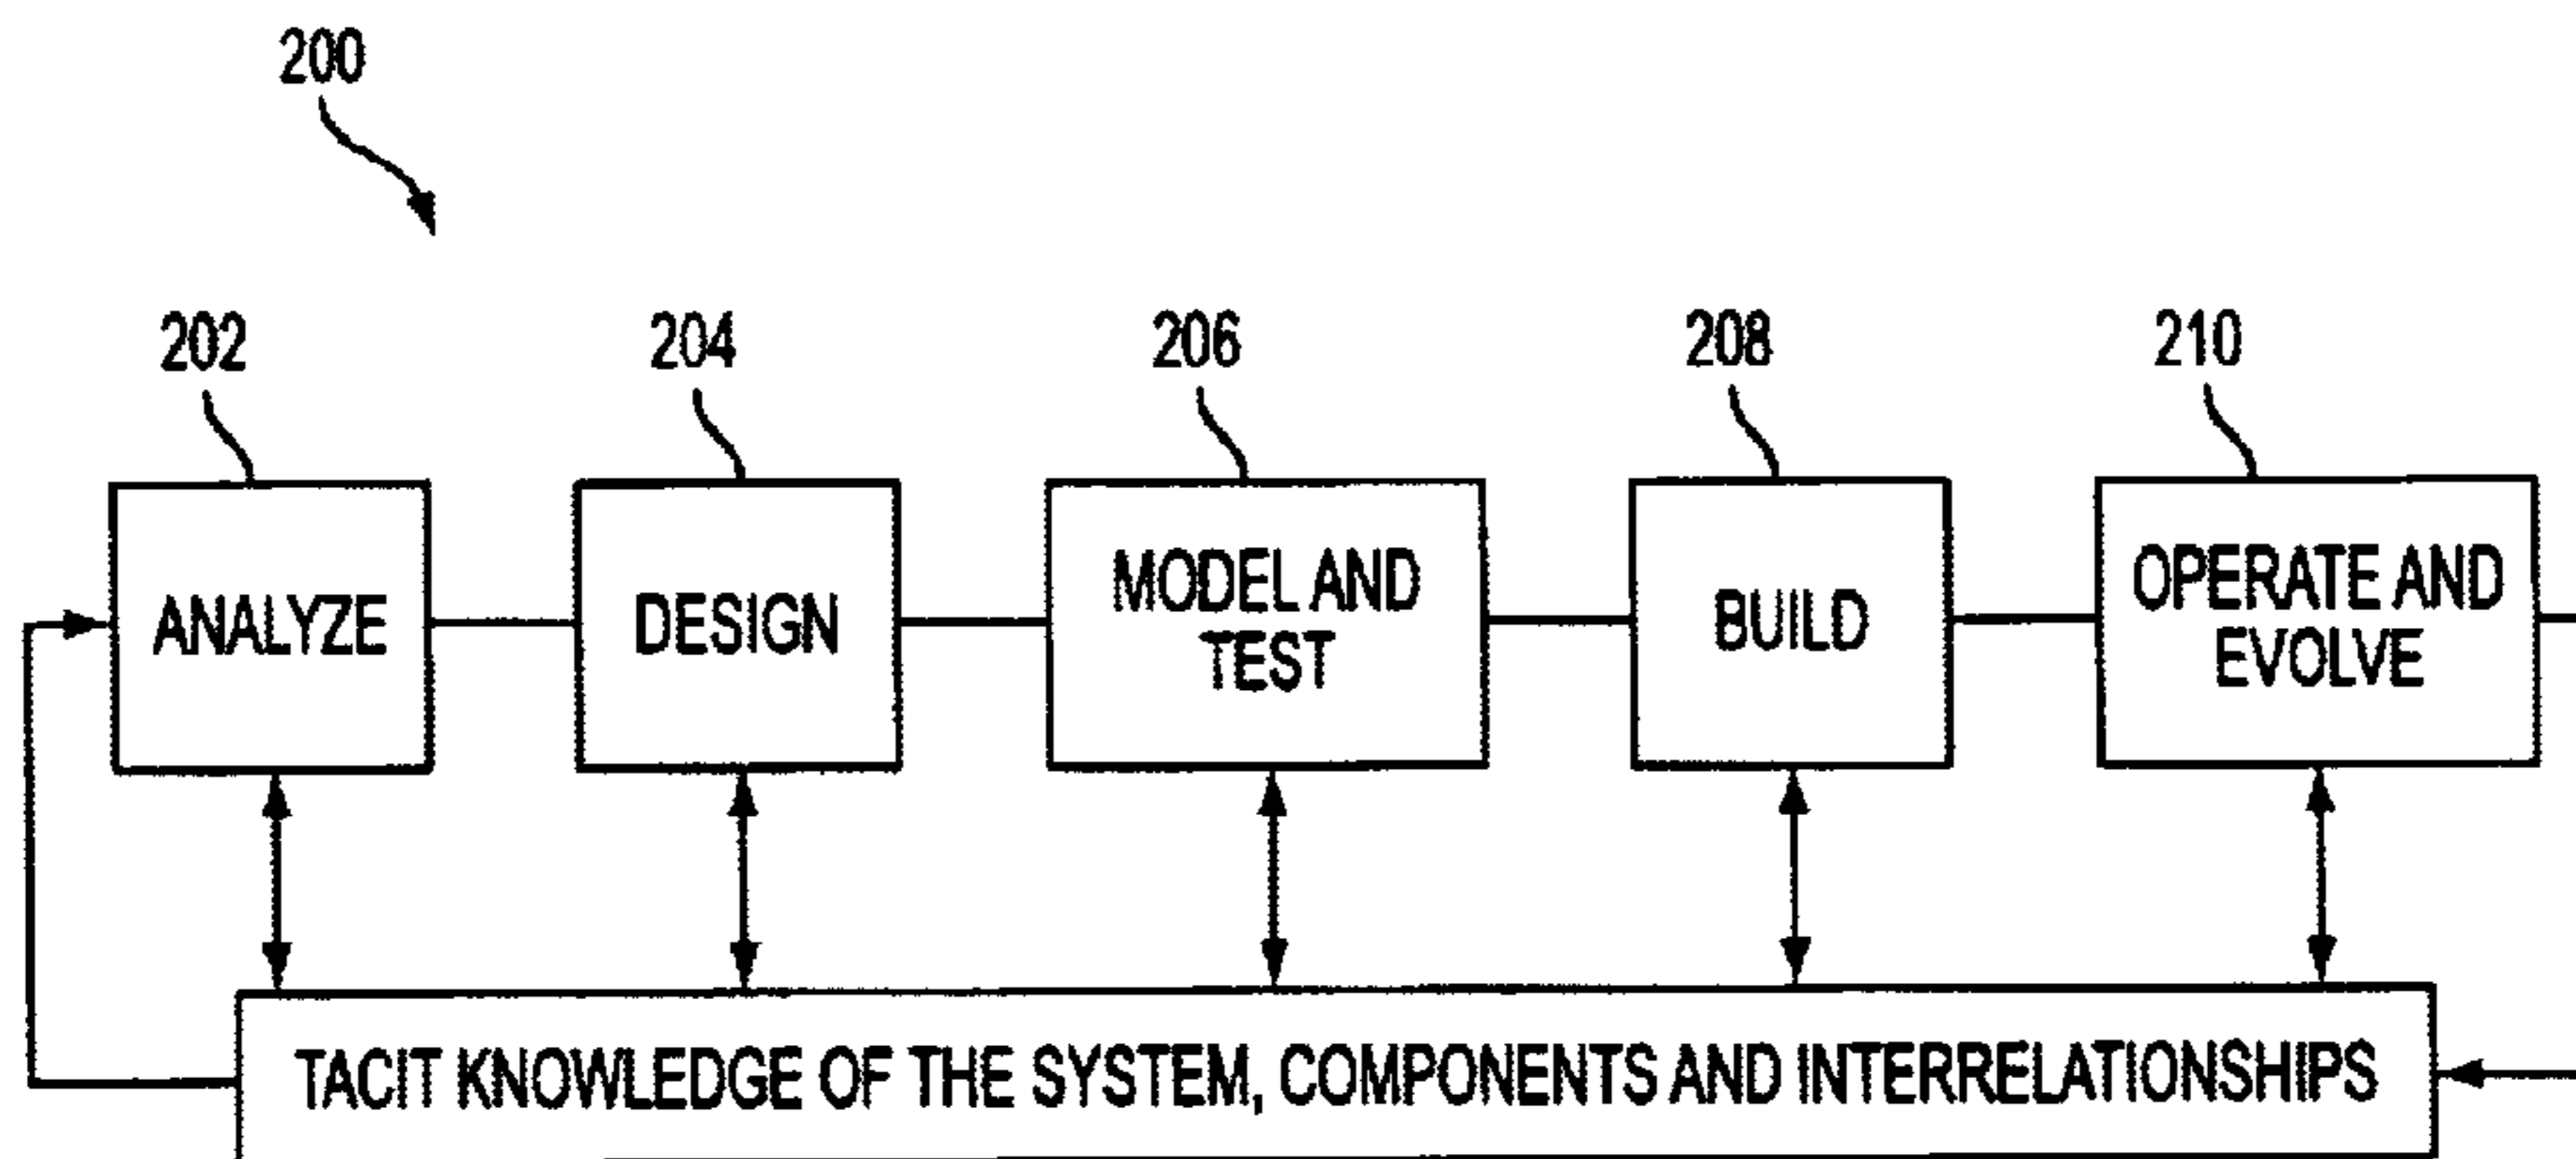 200
202
204
206
208
210
ANALYZE
DESIGN
MODEL AND
TEST
BUILD
OPERATE AND
EVOLVE
TACIT KNOWLEDGE OF THE SYSTEM, COMPONENTS AND INTERRELATIONSHIPS